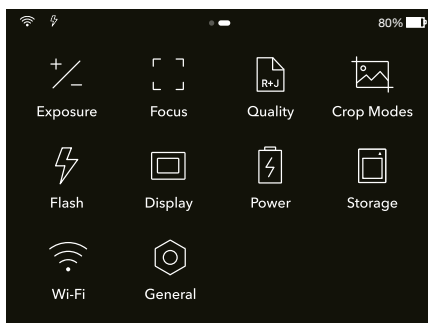 80%
R+J
Exposure Focus Quality Crop Modes
Flash Display Power Storage
Wi-Fi General